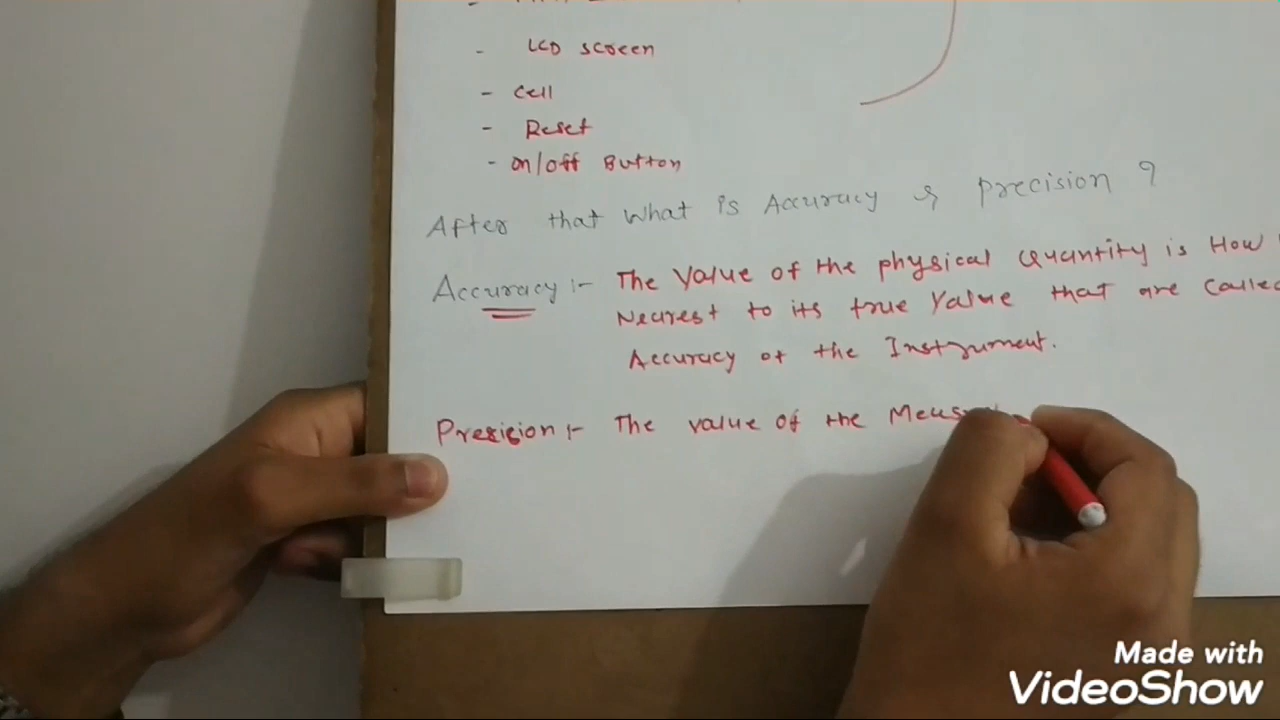 - LCD screen
- Cell
- Reset
- On/off Button
After that What is Accuracy & Precision ?
Accuracy :- The Value of the physical Quantity is How
Nearest to its true Value that are Called
Accuracy of the Instrument.
Presicion :- The value of the
Made with
VideoShow